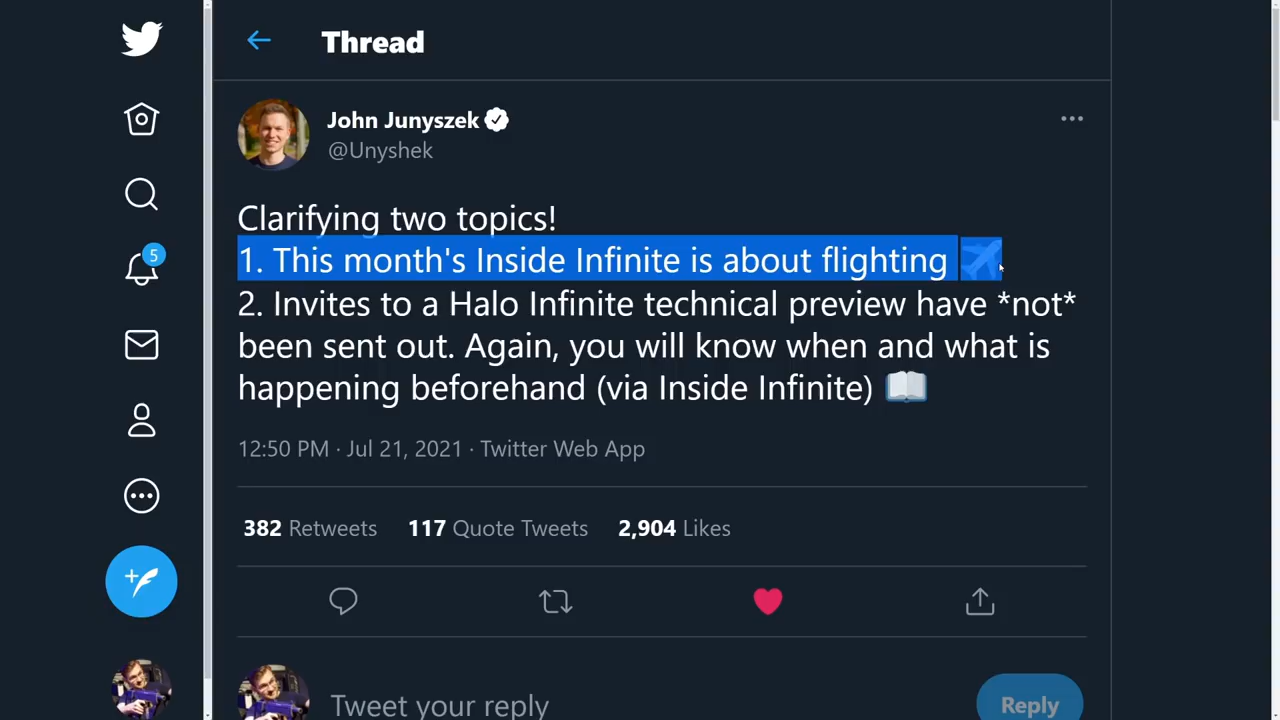 Thread
John Junyszek
@Unyshek
Clarifying two topics!
1. This month's Inside Infinite is about flighting ✈️
2. Invites to a Halo Infinite technical preview have *not*
been sent out. Again, you will know when and what is
happening beforehand (via Inside Infinite) 📖
5
12:50 PM · Jul 21, 2021 · Twitter Web App
382 Retweets 117 Quote Tweets 2,904 Likes
Tweet your reply
Reply